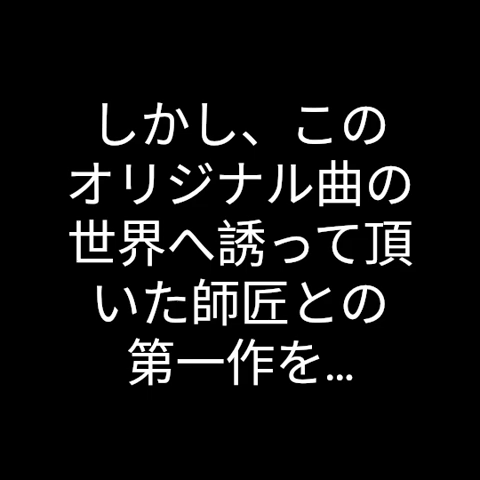 しかし、この
オリジナル曲の
世界へ誘って頂
いた師匠との
第一作を…